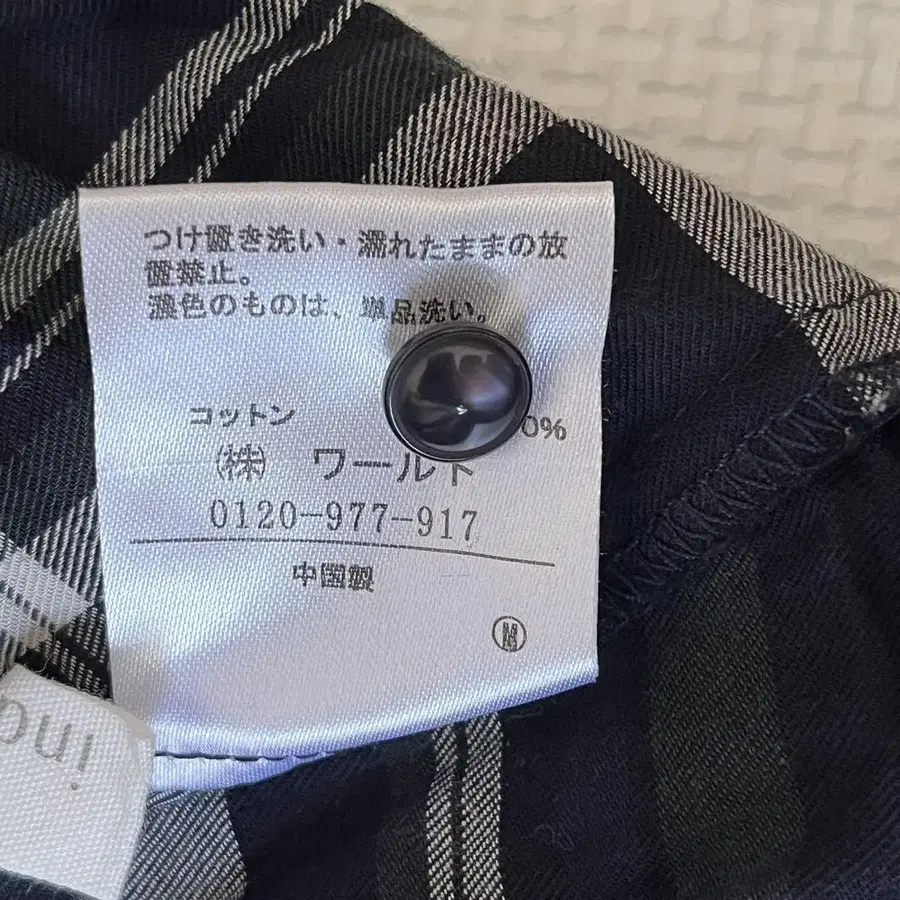 つけ置き洗い・濡れたままの放
置禁止。
濃色のものは、単品洗い。
コットン 0%
(株) ワールド
0120-977-917
中国製
M